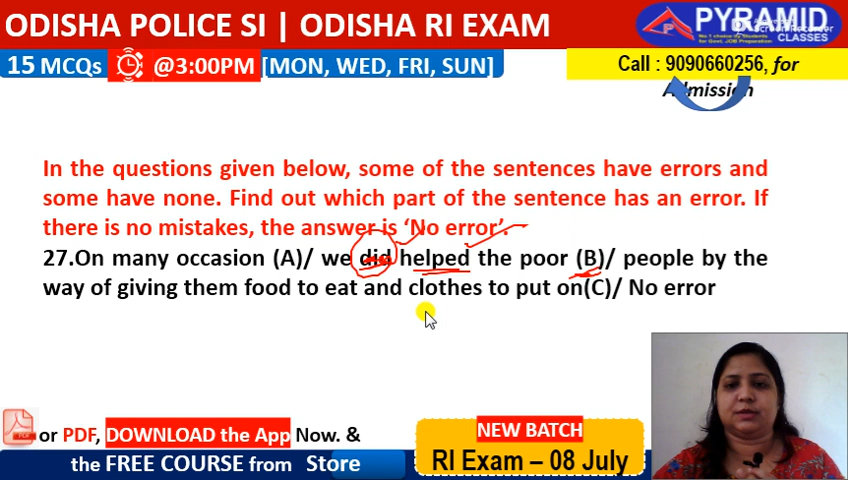 ODISHA POLICE SI | ODISHA RI EXAM
PYRAMID
CLASSES
15 MCQs @3:00PM [MON, WED, FRI, SUN]
Call : 9090660256, for
Admission
In the questions given below, some of the sentences have errors and
some have none. Find out which part of the sentence has an error. If
there is no mistakes, the answer is ‘No error’.
27.On many occasion (A)/ we did helped the poor (B)/ people by the
way of giving them food to eat and clothes to put on(C)/ No error
PDF
or PDF, DOWNLOAD the App Now. &
the FREE COURSE from Store
NEW BATCH
RI Exam – 08 July